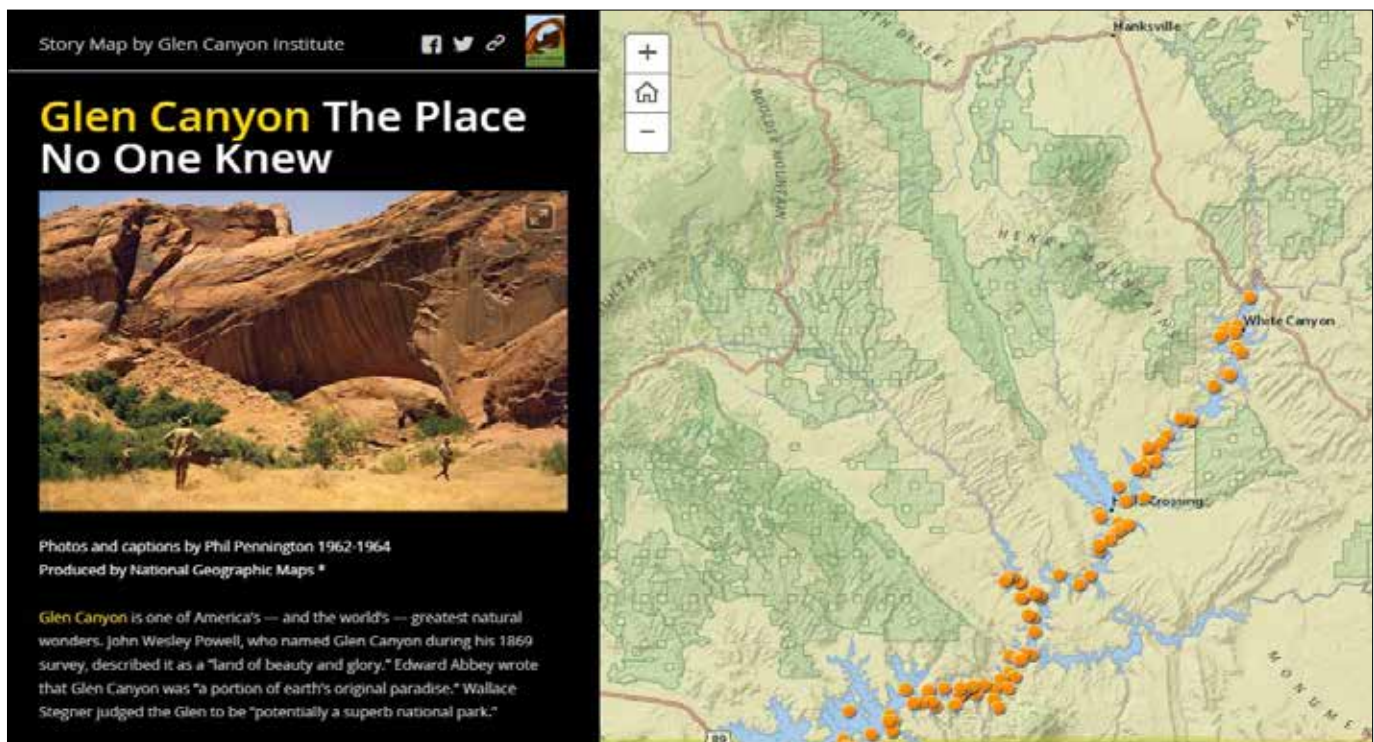 Story Map by Glen Canyon Institute
Glen Canyon The Place
No One Knew
Photos and captions by Phil Pennington 1962-1964
Produced by National Geographic Maps *
Glen Canyon is one of America's — and the world's — greatest natural
wonders. John Wesley Powell, who named Glen Canyon during his 1869
survey, described it as a "land of beauty and glory." Edward Abbey wrote
that Glen Canyon was "a portion of earth's original paradise." Wallace
Stegner judged the Glen to be "potentially a superb national park."
+
−
Hanksville
DESERT
BOULDER MOUNTAIN
HENRY MOUNTAINS
White Canyon
Crossing
MONUME
89